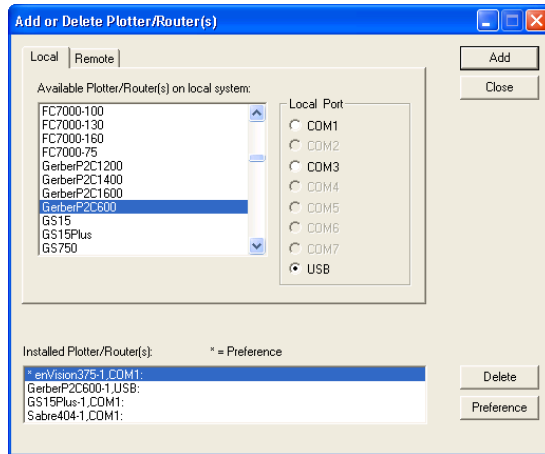 Add or Delete Plotter/Router(s)
Local Remote
Add
Close
Available Plotter/Router(s) on local system:
FC7000-100
FC7000-130
FC7000-160
FC7000-75
GerberP2C1200
GerberP2C1400
GerberP2C1600
GerberP2C600
GS15
GS15Plus
GS750
Local Port
COM1
COM2
COM3
COM4
COM5
COM6
COM7
USB
Installed Plotter/Router(s): * = Preference
* enVision375-1,COM1:
GerberP2C600-1,USB:
GS15Plus-1,COM1:
Sabre404-1,COM1:
Delete
Preference